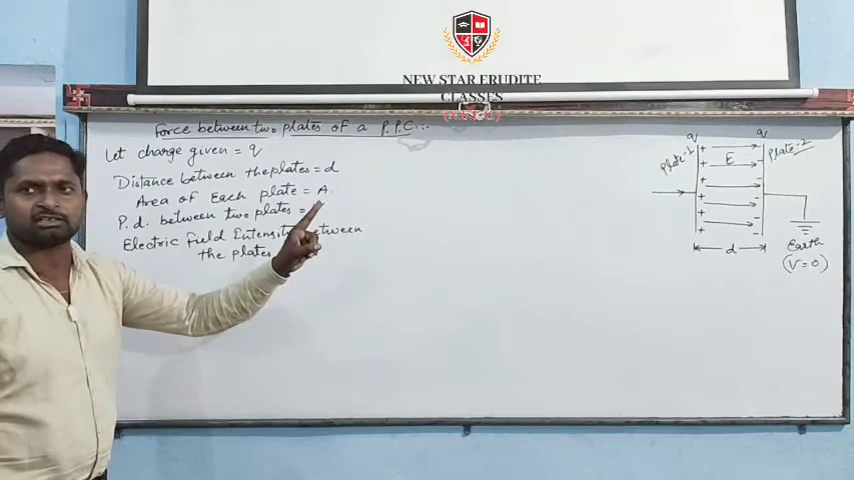 NEW STAR ERUDITE
CLASSES
Force between two plates of a P.P.C:-
Let charge given = q
Distance between the plates = d
Area of Each plate = A.
P.d. between two plates =
Electric field Intensity between
the plates
q q
Plate-1 Plate-2
E
d
Earth
(V=0)